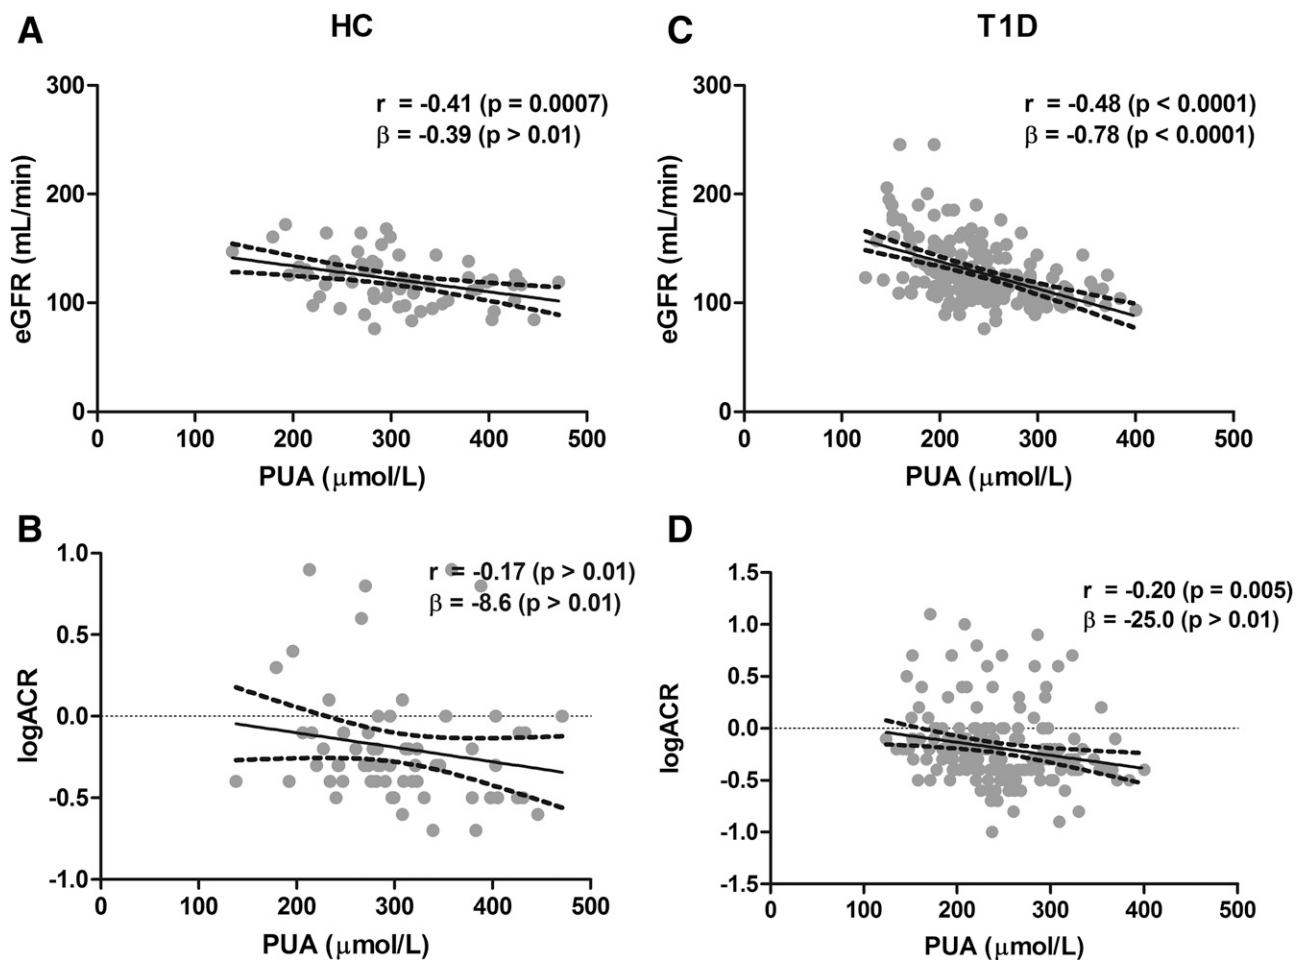 A
HC
300
200
100
0
eGFR (mL/min)
r = -0.41 (p = 0.0007)
β = -0.39 (p > 0.01)
0 100 200 300 400 500
PUA (μmol/L)
C
T1D
300
200
100
0
eGFR (mL/min)
r = -0.48 (p < 0.0001)
β = -0.78 (p < 0.0001)
0 100 200 300 400 500
PUA (μmol/L)
B
1.0
0.5
0.0
-0.5
-1.0
logACR
r = -0.17 (p > 0.01)
β = -8.6 (p > 0.01)
0 100 200 300 400 500
PUA (μmol/L)
D
1.5
1.0
0.5
0.0
-0.5
-1.0
-1.5
logACR
r = -0.20 (p = 0.005)
β = -25.0 (p > 0.01)
0 100 200 300 400 500
PUA (μmol/L)